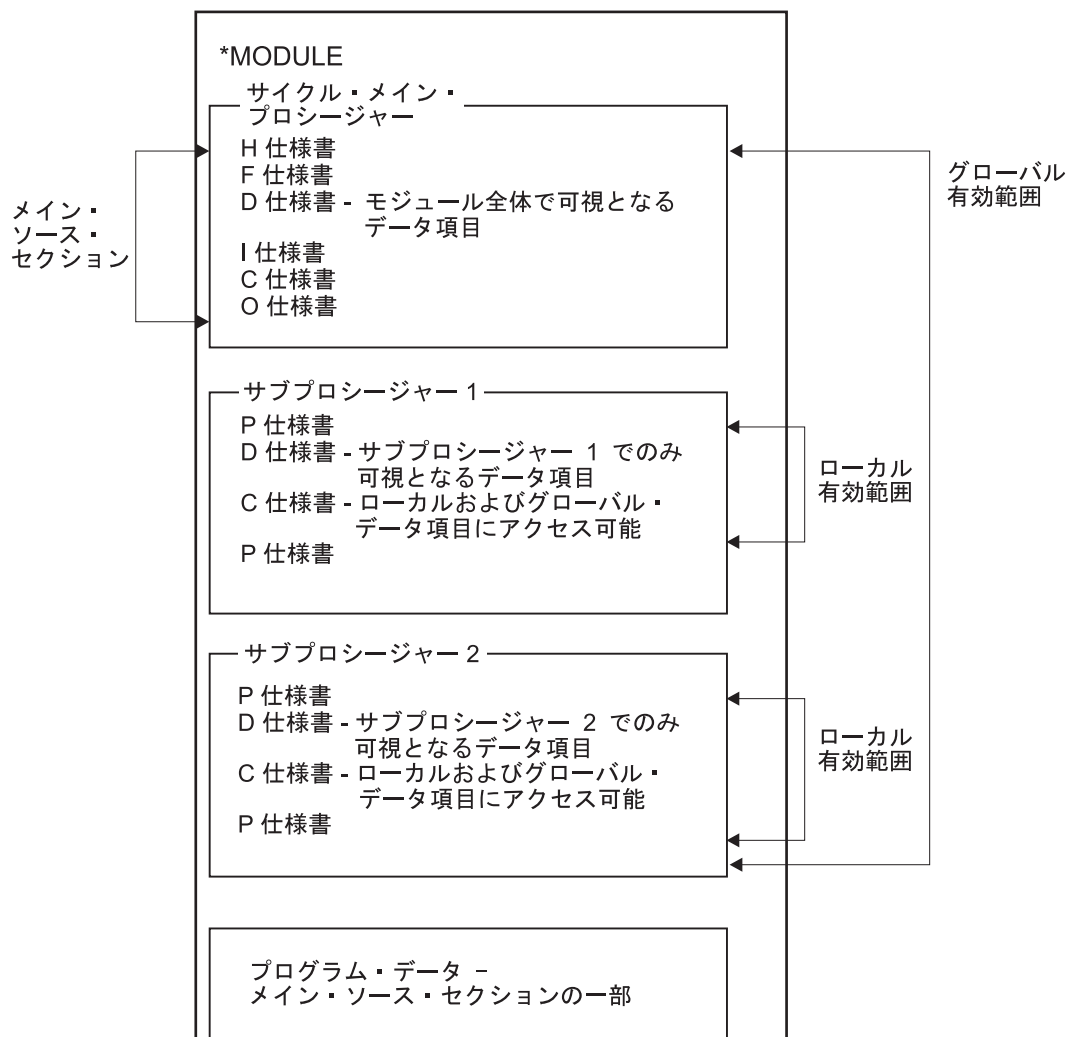 *MODULE
サイクル・メイン・
プロシージャー
H 仕様書
F 仕様書
D 仕様書 - モジュール全体で可視となる
データ項目
I 仕様書
C 仕様書
O 仕様書
メイン・
ソース・
セクション
グローバル
有効範囲
サブプロシージャー 1
P 仕様書
D 仕様書 - サブプロシージャー 1 でのみ
可視となるデータ項目
C 仕様書 - ローカルおよびグローバル・
データ項目にアクセス可能
P 仕様書
ローカル
有効範囲
サブプロシージャー 2
P 仕様書
D 仕様書 - サブプロシージャー 2 でのみ
可視となるデータ項目
C 仕様書 - ローカルおよびグローバル・
データ項目にアクセス可能
P 仕様書
ローカル
有効範囲
プログラム・データ -
メイン・ソース・セクションの一部